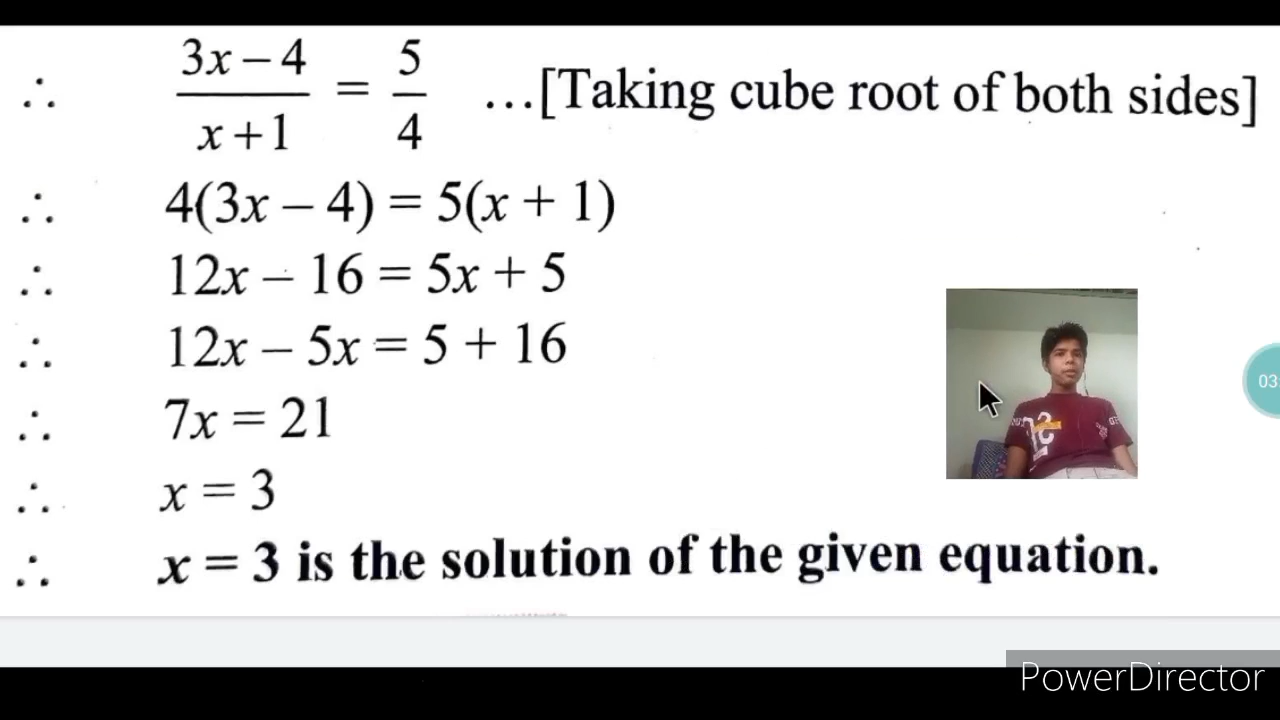 ∴ (3x – 4)/(x + 1) = 5/4 ...[Taking cube root of both sides]
∴ 4(3x – 4) = 5(x + 1)
∴ 12x – 16 = 5x + 5
∴ 12x – 5x = 5 + 16
∴ 7x = 21
∴ x = 3
∴ x = 3 is the solution of the given equation.
PowerDirector